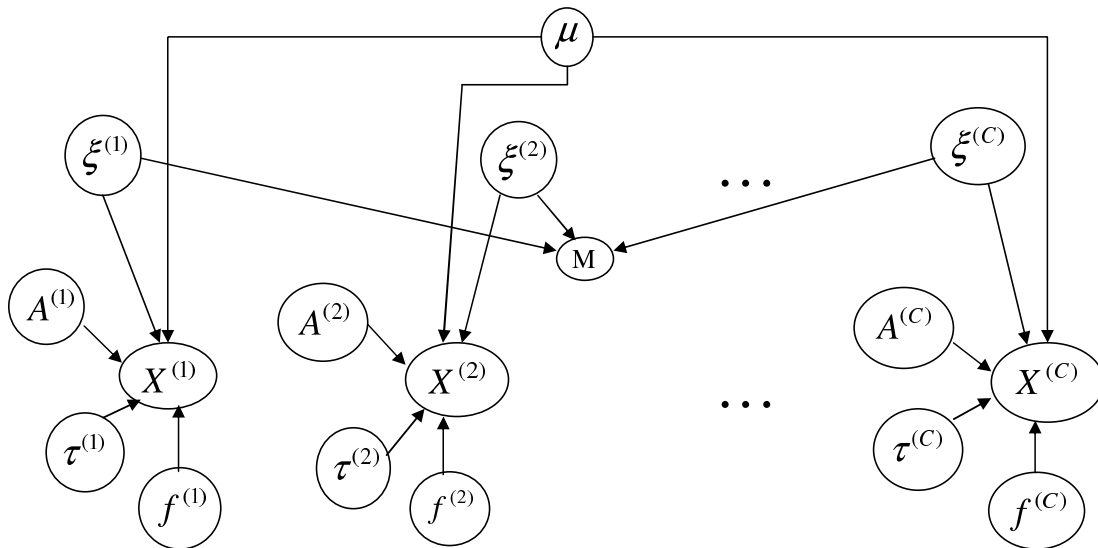 μ
ξ^(1)
ξ^(2)
...
ξ^(C)
M
A^(1)
A^(2)
A^(C)
X^(1)
X^(2)
...
X^(C)
τ^(1)
τ^(2)
τ^(C)
f^(1)
f^(2)
f^(C)